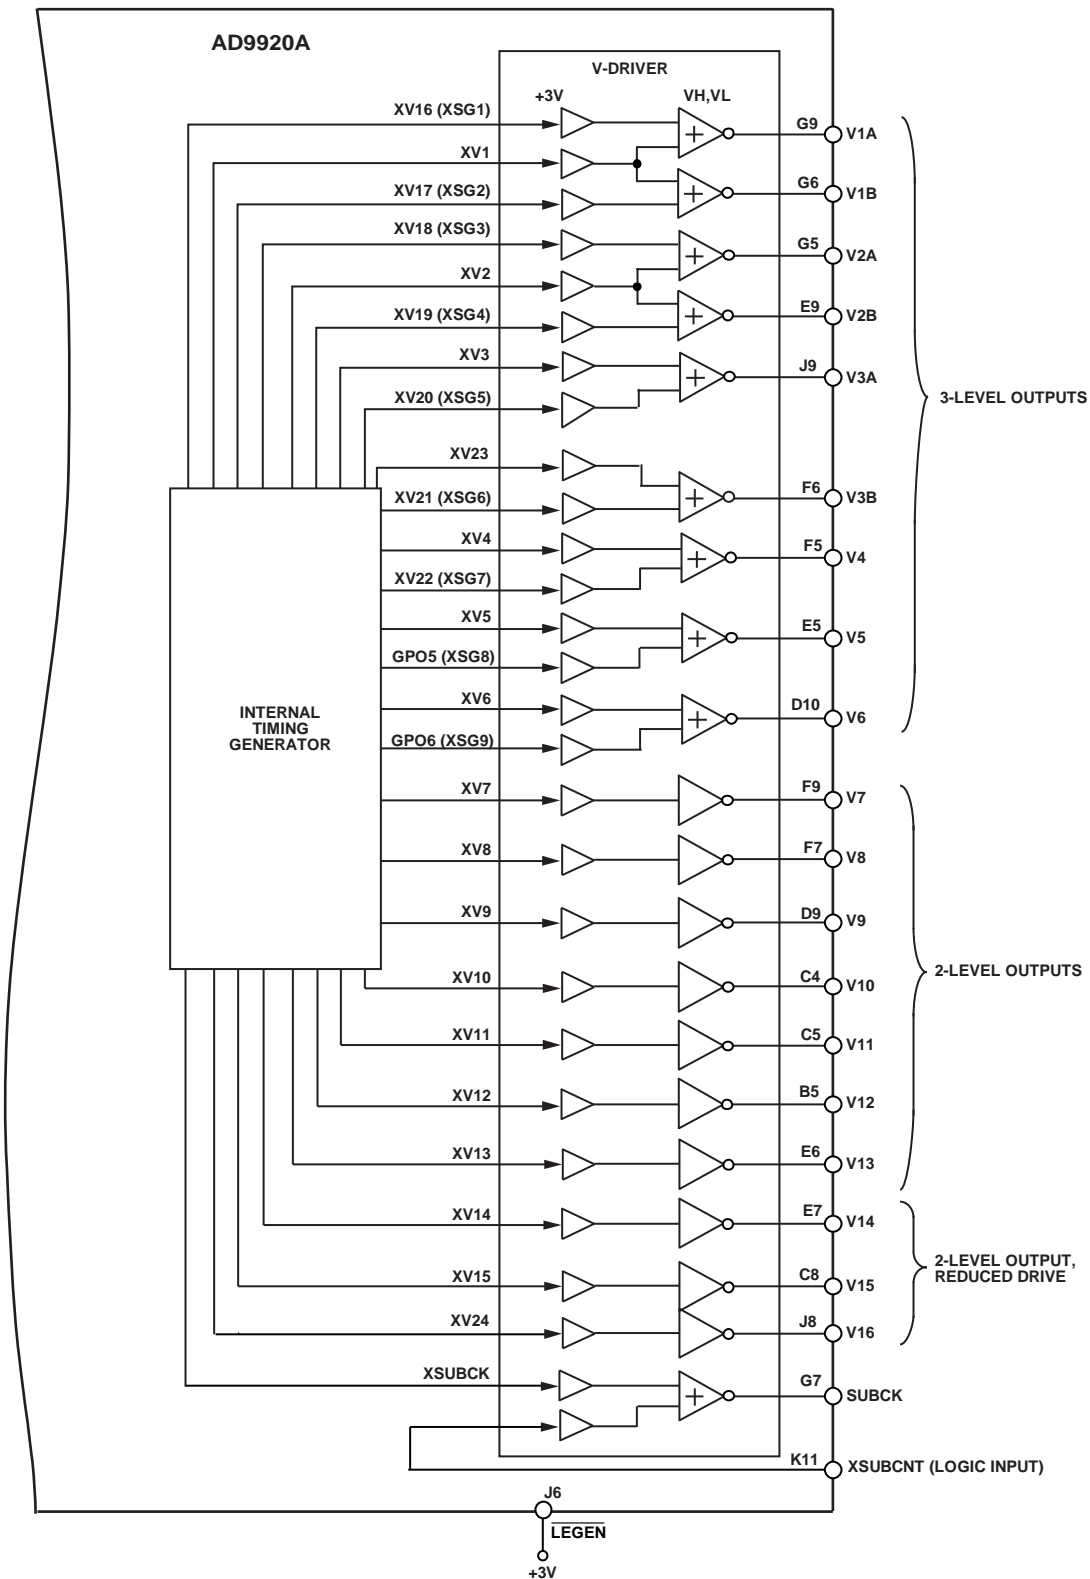 AD9920A
V-DRIVER
+3V
VH,VL
XV16 (XSG1)
G9
V1A
XV1
XV17 (XSG2)
G6
V1B
XV18 (XSG3)
G5
V2A
XV2
XV19 (XSG4)
E9
V2B
XV3
J9
V3A
XV20 (XSG5)
3-LEVEL OUTPUTS
XV23
XV21 (XSG6)
F6
V3B
XV4
F5
V4
XV22 (XSG7)
XV5
E5
V5
GPO5 (XSG8)
XV6
D10
V6
GPO6 (XSG9)
INTERNAL
TIMING
GENERATOR
XV7
F9
V7
XV8
F7
V8
XV9
D9
V9
XV10
C4
V10
2-LEVEL OUTPUTS
XV11
C5
V11
XV12
B5
V12
XV13
E6
V13
XV14
E7
V14
XV15
C8
V15
2-LEVEL OUTPUT,
REDUCED DRIVE
XV24
J8
V16
XSUBCK
G7
SUBCK
K11
XSUBCNT (LOGIC INPUT)
J6
LEGEN
+3V